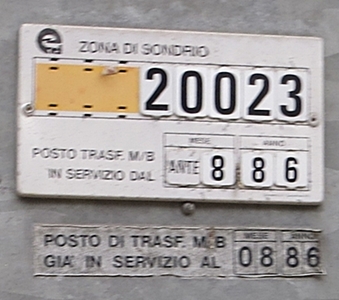 ZONA DI SONDRIO
20023
MESE ANNO
POSTO TRASF. M/B
IN SERVIZIO DAL ANTE 8 8 6
MESE ANNO
POSTO DI TRASF. M/B
GIA' IN SERVIZIO AL 08 86